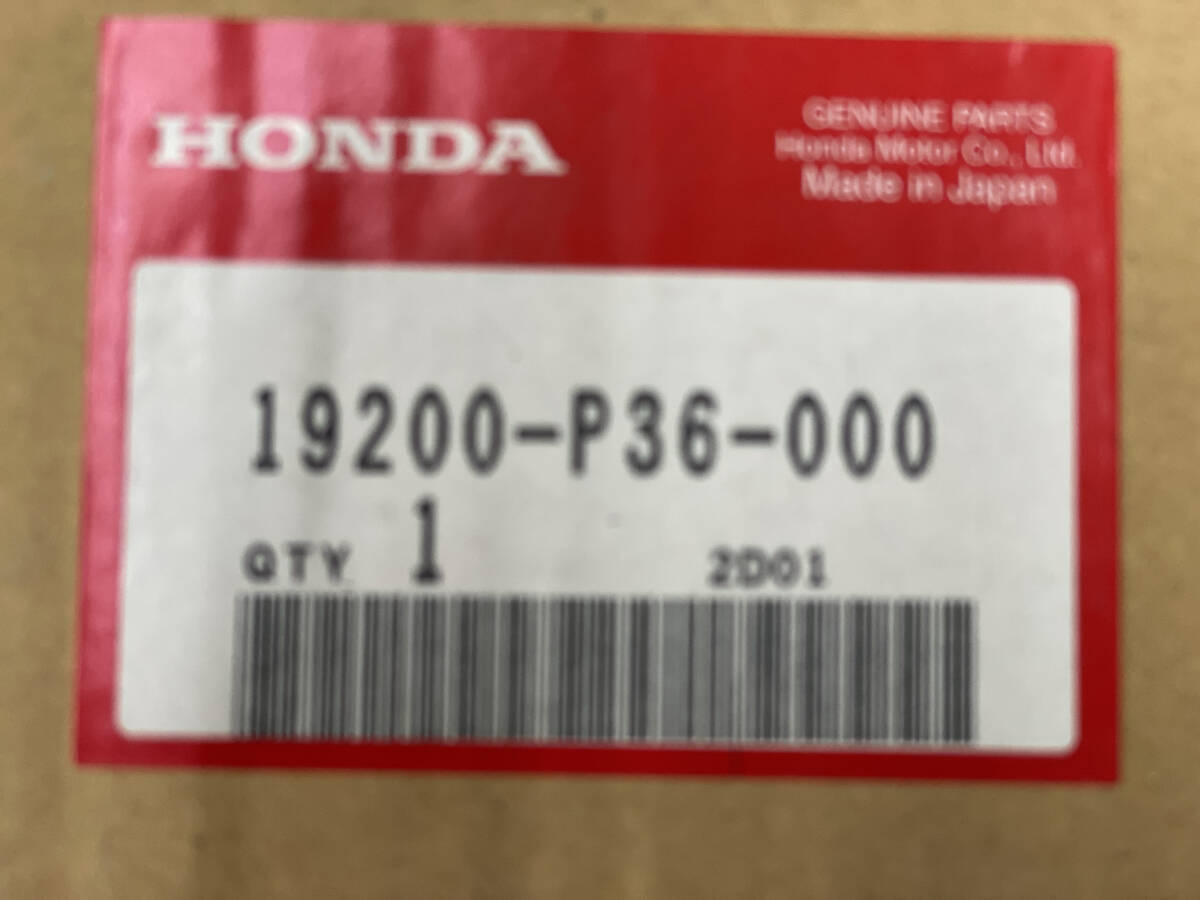 HONDA
GENUINE PARTS
Honda Motor Co., Ltd.
Made in Japan
19200-P36-000
QTY 1 2D01